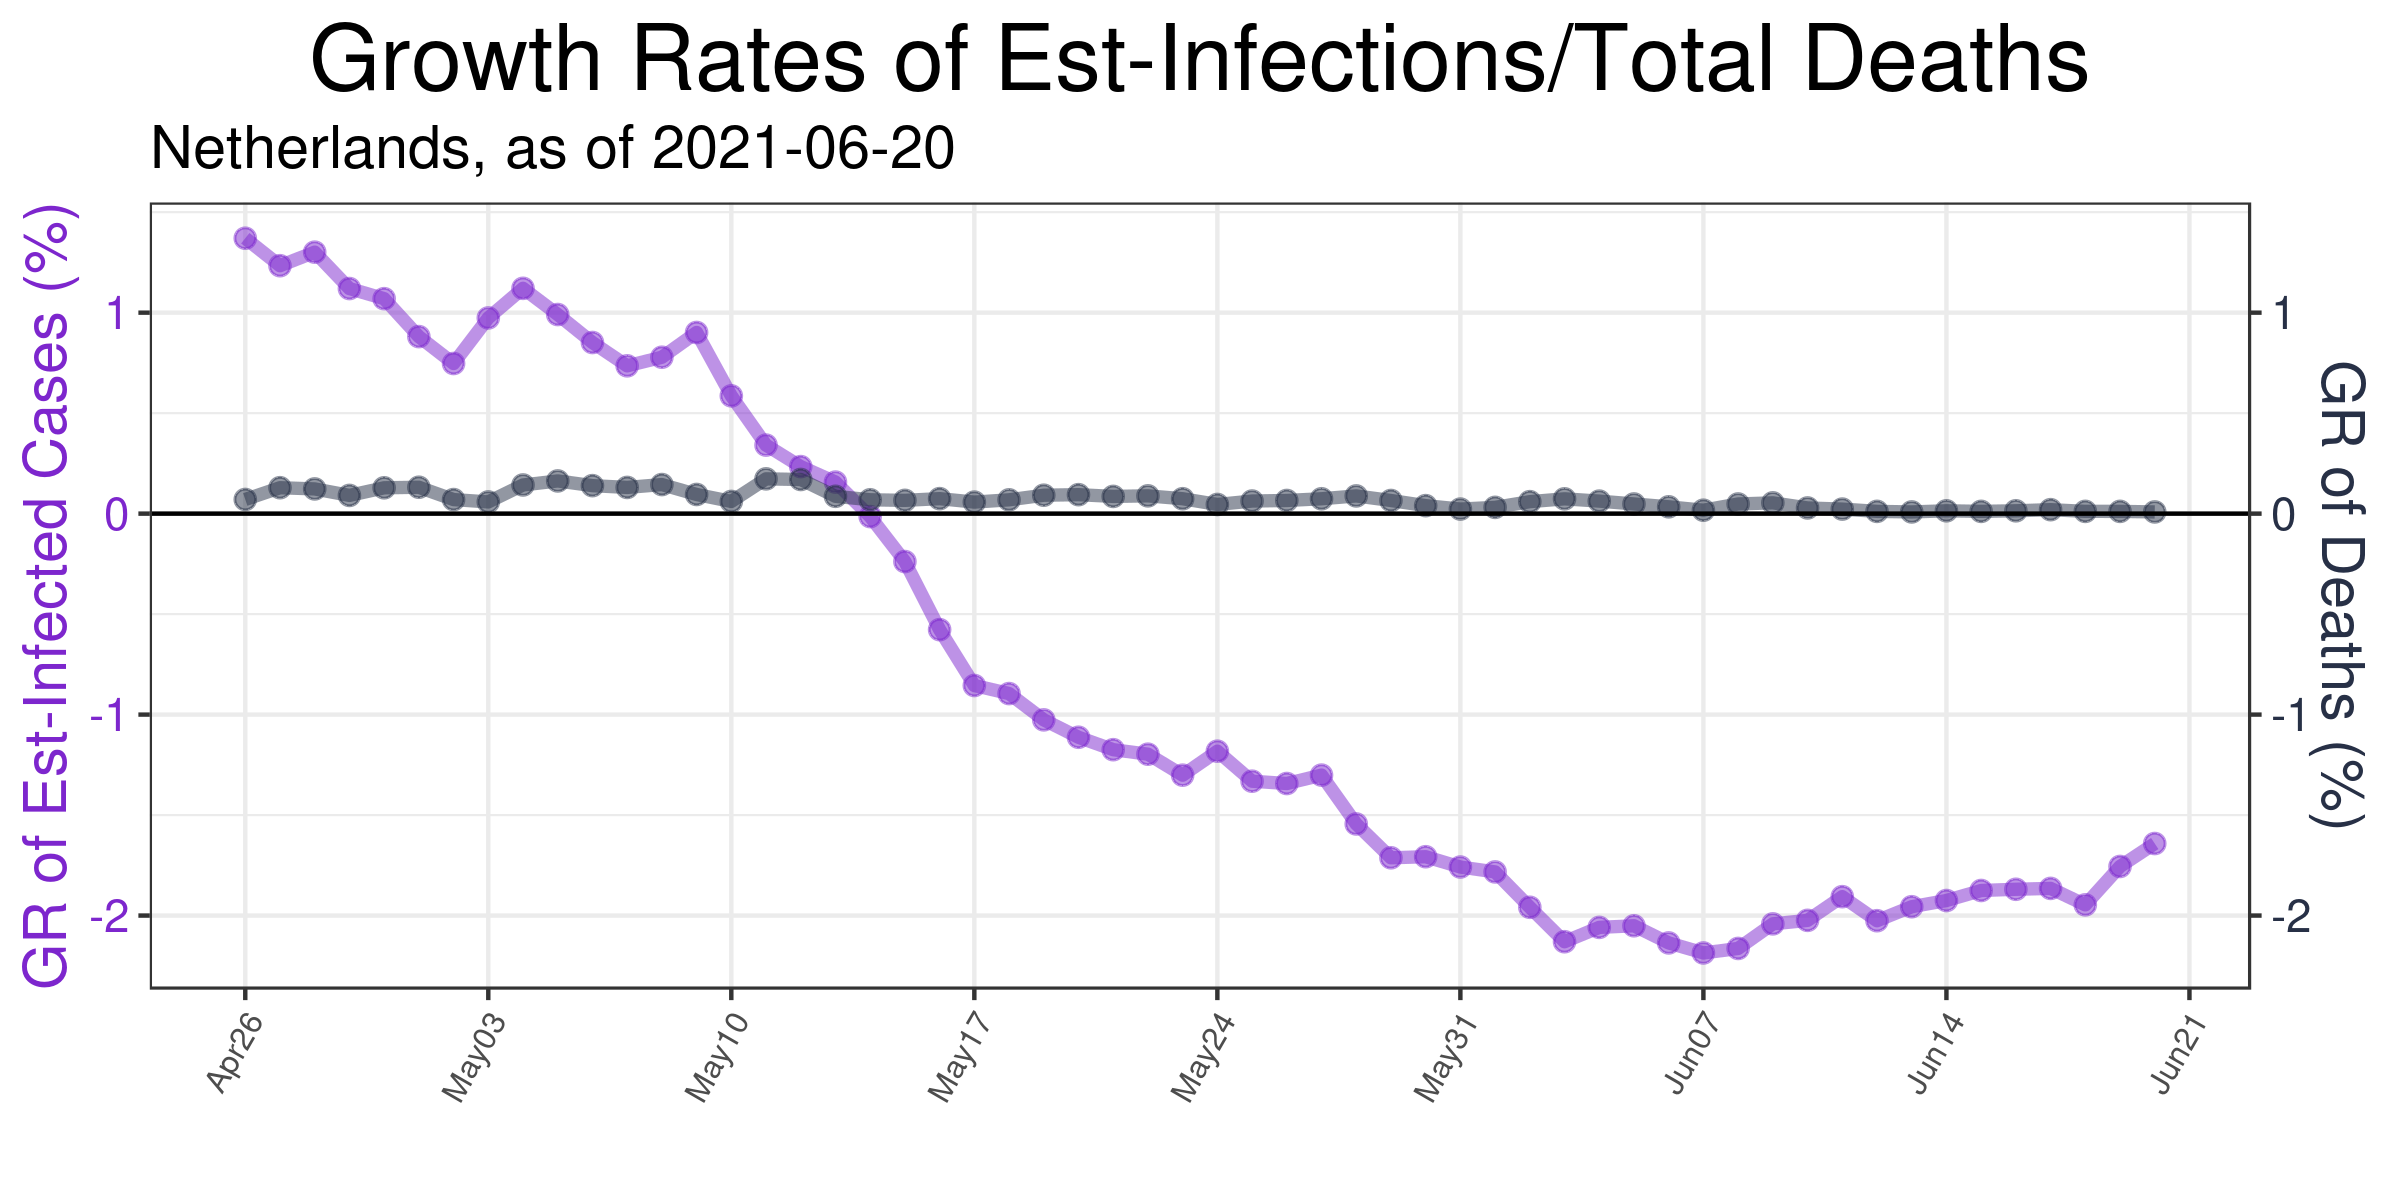 Growth Rates of Est-Infections/Total Deaths
Netherlands, as of 2021-06-20
GR of Est-Infected Cases (%)
1
0
-1
-2
1
0
-1
-2
GR of Deaths (%)
Apr26
May03
May10
May17
May24
May31
Jun07
Jun14
Jun21